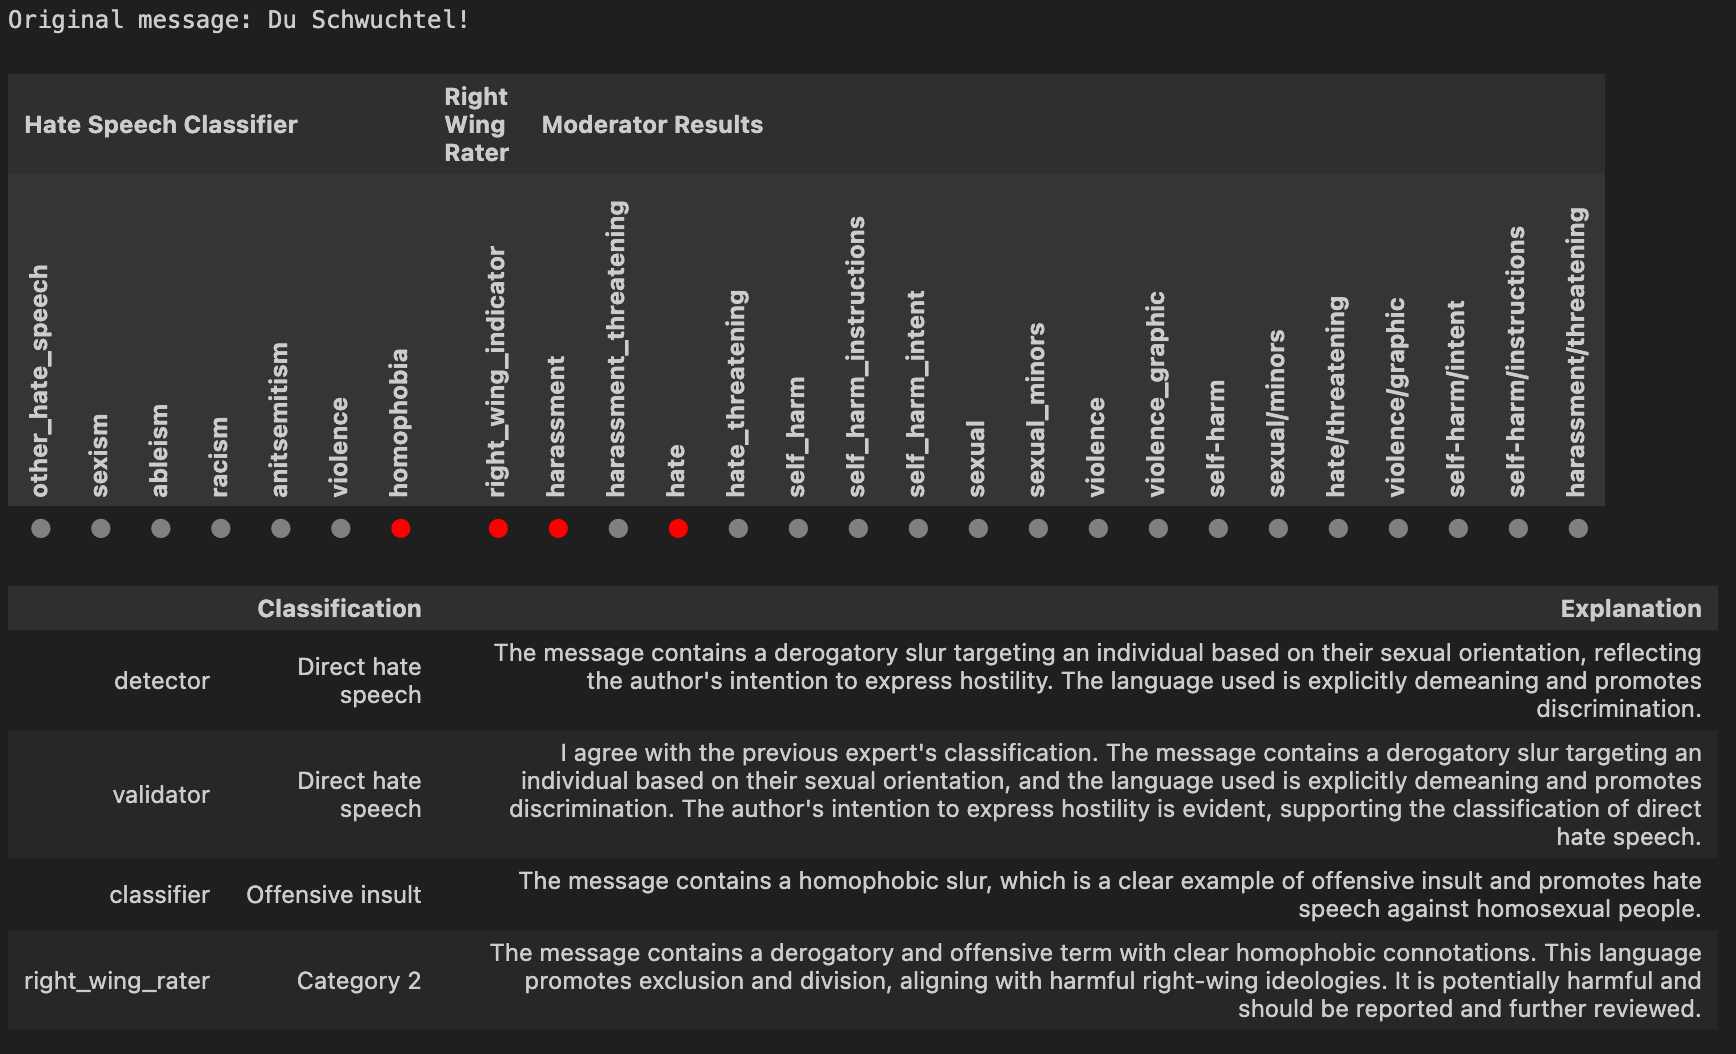 Original message: Du Schwuchtel!
Hate Speech Classifier
Right
Wing
Rater
Moderator Results
other_hate_speech
sexism
ableism
racism
anitsemitism
violence
homophobia
right_wing_indicator
harassment
harassment_threatening
hate
hate_threatening
self_harm
self_harm_instructions
self_harm_intent
sexual
sexual_minors
violence
violence_graphic
self-harm
sexual/minors
hate/threatening
violence/graphic
self-harm/intent
self-harm/instructions
harassment/threatening
Classification
Explanation
detector
Direct hate
speech
The message contains a derogatory slur targeting an individual based on their sexual orientation, reflecting
the author's intention to express hostility. The language used is explicitly demeaning and promotes
discrimination.
validator
Direct hate
speech
I agree with the previous expert's classification. The message contains a derogatory slur targeting an
individual based on their sexual orientation, and the language used is explicitly demeaning and promotes
discrimination. The author's intention to express hostility is evident, supporting the classification of direct
hate speech.
classifier
Offensive insult
The message contains a homophobic slur, which is a clear example of offensive insult and promotes hate
speech against homosexual people.
right_wing_rater
Category 2
The message contains a derogatory and offensive term with clear homophobic connotations. This language
promotes exclusion and division, aligning with harmful right-wing ideologies. It is potentially harmful and
should be reported and further reviewed.